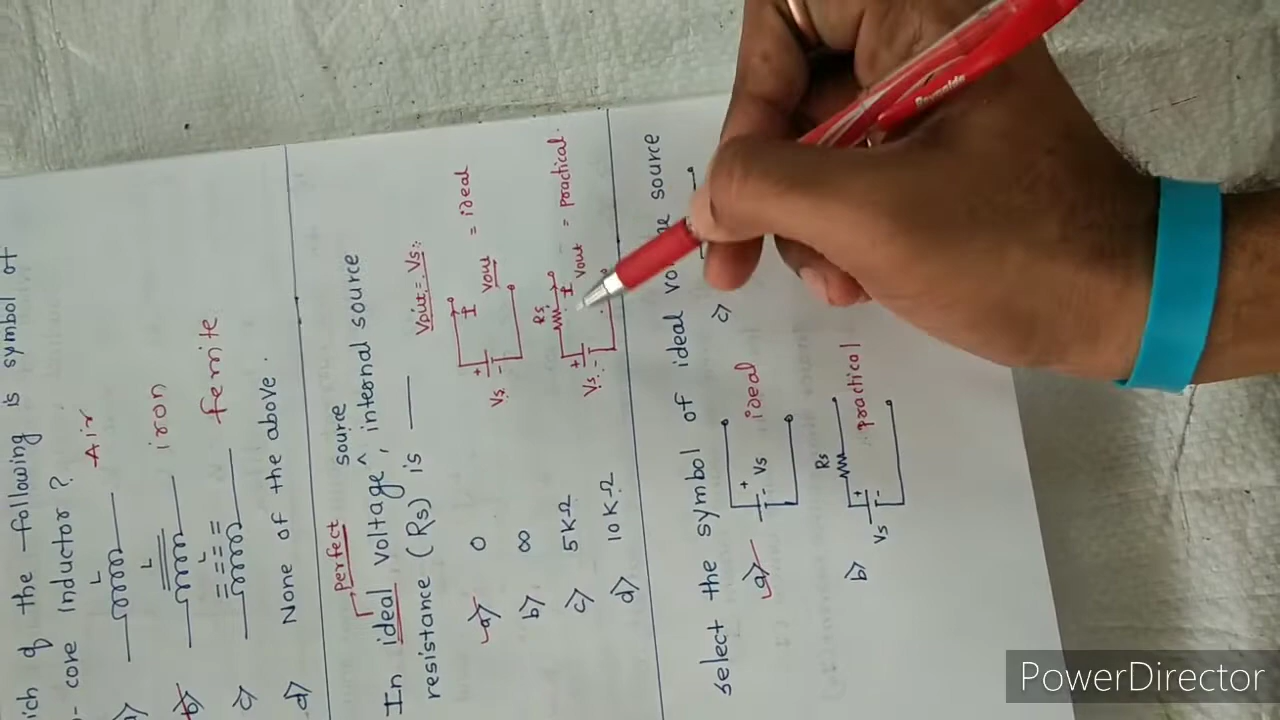 ich of the following is symbol of
- core Inductor?
a) L Air
b) L iron
c) L ferrite
d) None of the above.
perfect source
In ideal voltage ^, internal source
resistance (Rs) is
Vout = Vs.
a) 0
b) ∞
c) 5KΩ
d) 10KΩ
Vs + - I Vout = ideal
Vs + - Rs I Vout = practical.
Select the symbol of ideal source
a) + - Vs ideal
b) Vs + - Rs practical
c)
Reynolds
PowerDirector